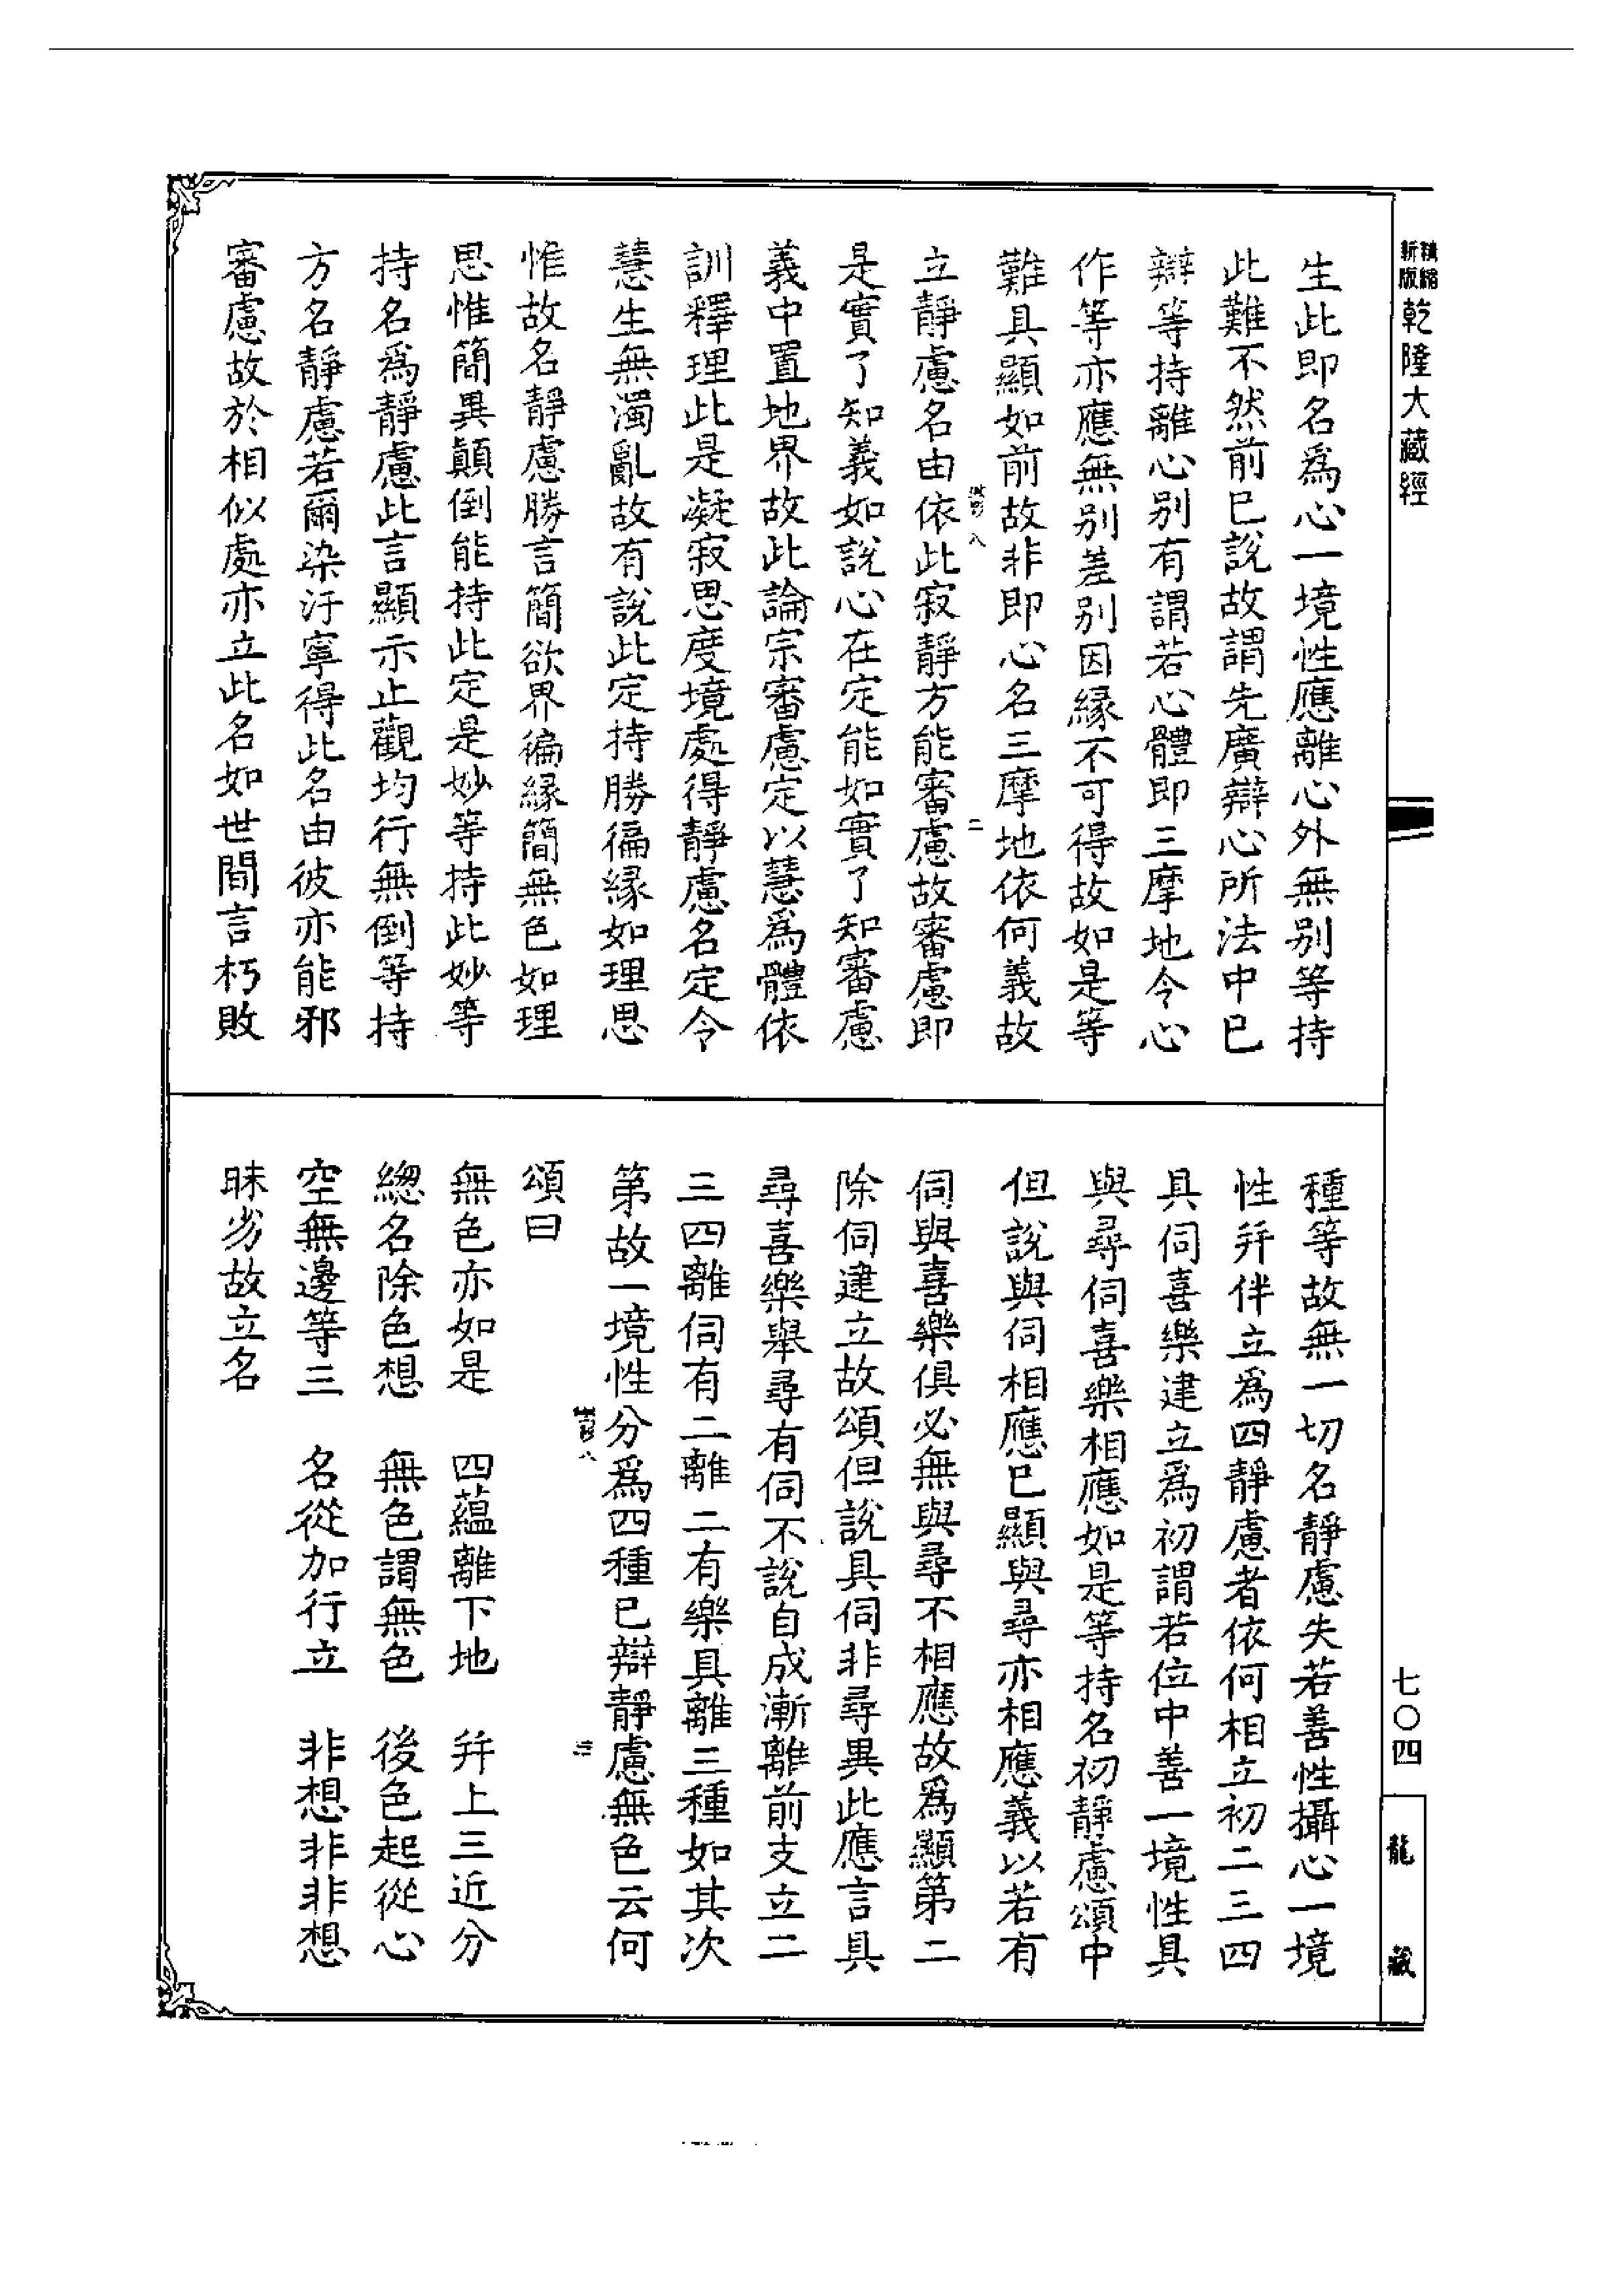 精縮新版乾隆大藏經
生此即名爲心一境性應離心外無別等持
此難不然前已說故謂先廣辯心所法中已
辯等持離心別有謂若心體即三摩地令心
作等亦應無別差別因緣不可得故如是等
難具顯如前故非即心名三摩地依何義故
立靜慮名由依此寂靜方能審慮故審慮即
是實了知義如說心在定能如實了知審慮
義中置地界故此論宗審慮定以慧爲體依
訓釋理此是凝寂思度境處得靜慮名定令
慧生無濁亂故有說此定持勝徧緣如理思
惟故名靜慮勝言簡欲界徧緣簡無色如理
思惟簡異顛倒能持此定是妙等持此妙等
持名爲靜慮此言顯示止觀均行無倒等持
方名靜慮若爾染汙寧得此名由彼亦能邪
審慮故於相似處亦立此名如世間言朽敗
種等故無一切名靜慮失若善性攝心一境
性并伴立爲四靜慮者依何相立初二三四
具伺喜樂建立爲初謂若位中善一境性具
與尋伺喜樂相應如是等持名初靜慮頌中
但說與伺相應已顯與尋亦相應義以若有
伺與喜樂俱必無與尋不相應故爲顯第二
除伺建立故頌但說具伺非尋異此應言具
尋喜樂舉尋有伺不說自成漸離前支立二
三四離伺有二離二有樂具離三種如其次
第故一境性分爲四種已辯靜慮無色云何
頌曰
無色亦如是　四蘊離下地　并上三近分
總名除色想　無色謂無色　後色起從心
空無邊等三　名從加行立　非想非非想
昧劣故立名
七〇四
龍藏